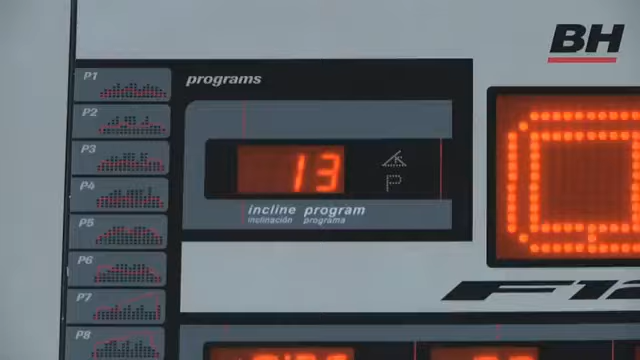 BH
P1
programs
P2
P3
13
P4
P
incline program
inclinación programa
P5
P6
P7
P8